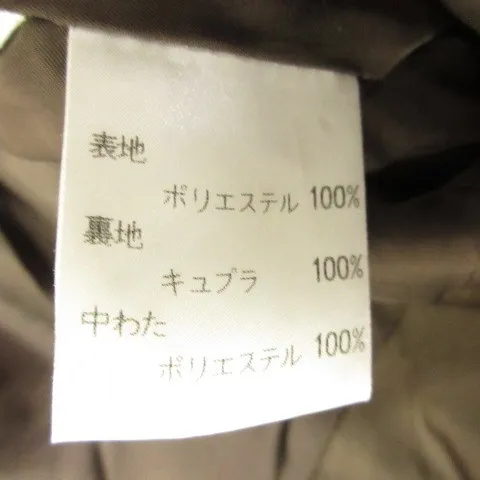 表地
ポリエステル 100%
裏地
キュプラ 100%
中わた
ポリエステル 100%